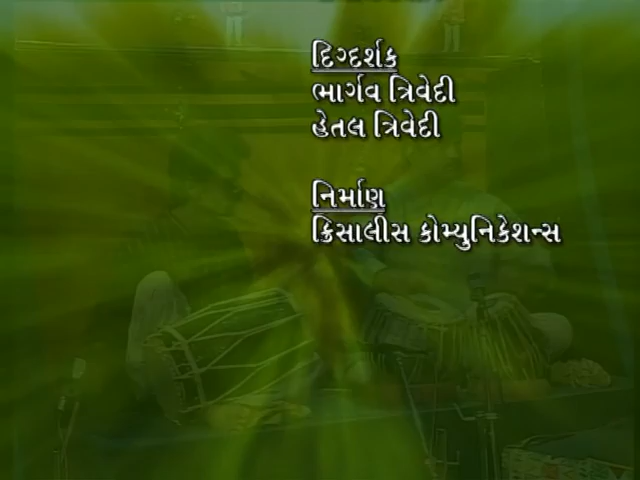 દિગ્દર્શક
ભાર્ગવ ત્રિવેદી
હેતલ ત્રિવેદી
નિર્માણ
ક્રિસાલીસ કોમ્યુનિકેશન્સ